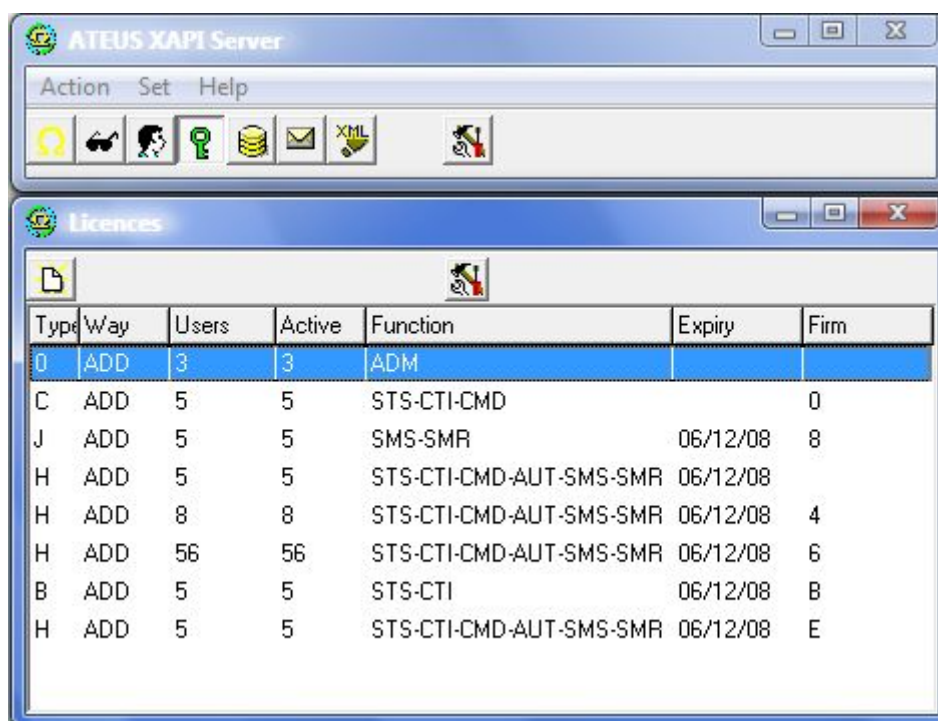 ATEUS XAPI Server
Action Set Help
XML
Licences
Type Way Users Active Function Expiry Firm
0 ADD 3 3 ADM
C ADD 5 5 STS-CTI-CMD 0
J ADD 5 5 SMS-SMR 06/12/08 8
H ADD 5 5 STS-CTI-CMD-AUT-SMS-SMR 06/12/08
H ADD 8 8 STS-CTI-CMD-AUT-SMS-SMR 06/12/08 4
H ADD 56 56 STS-CTI-CMD-AUT-SMS-SMR 06/12/08 6
B ADD 5 5 STS-CTI 06/12/08 B
H ADD 5 5 STS-CTI-CMD-AUT-SMS-SMR 06/12/08 E